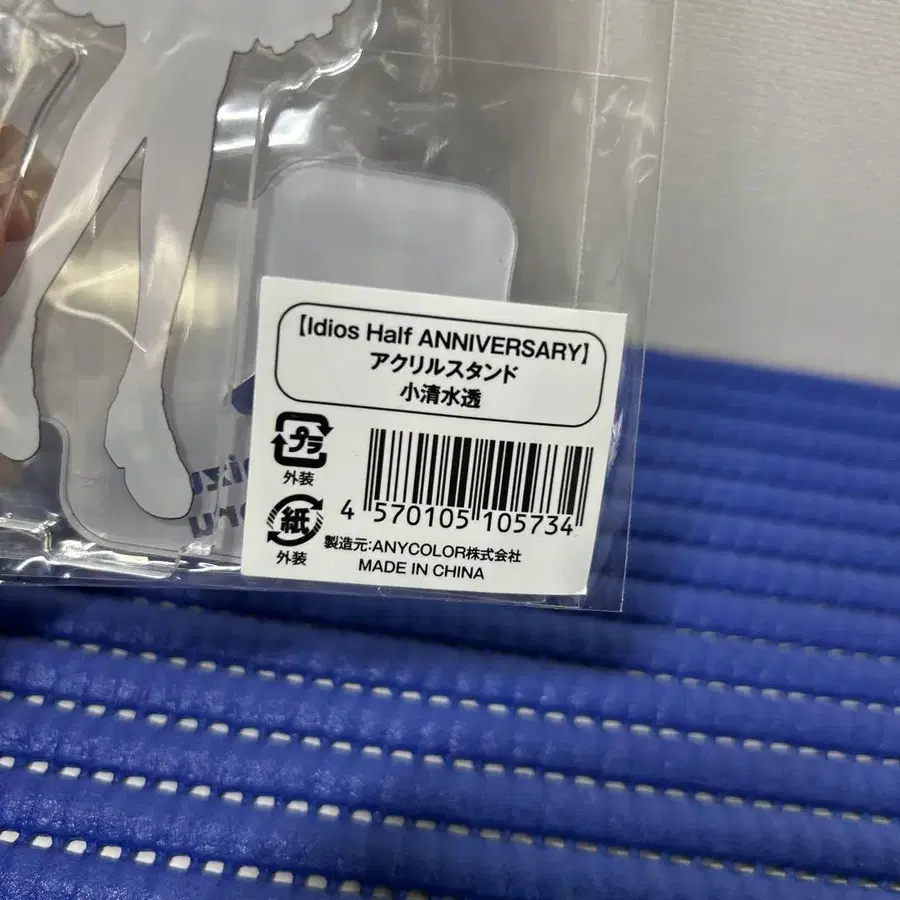 【Idios Half ANNIVERSARY】
アクリルスタンド
小清水透
プラ
外装
紙
外装
4 570105 105734
製造元:ANYCOLOR株式会社
MADE IN CHINA